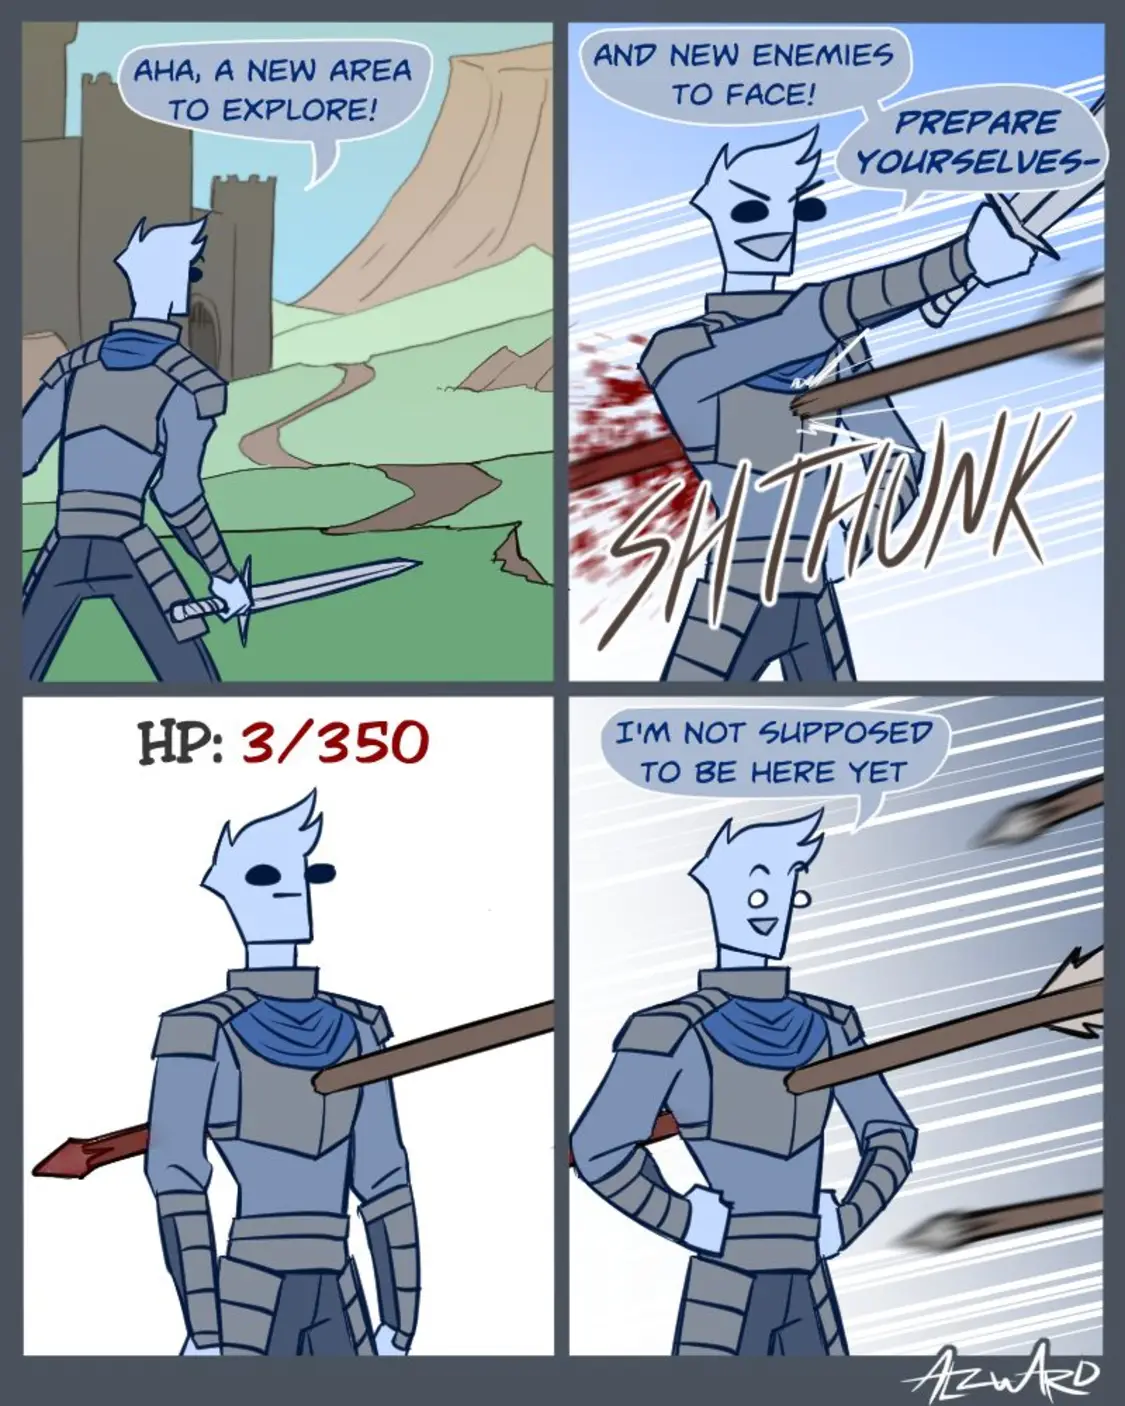 AHA, A NEW AREA
TO EXPLORE!
AND NEW ENEMIES
TO FACE!
PREPARE
YOURSELVES-
SHTHUNK
HP: 3/350
I'M NOT SUPPOSED
TO BE HERE YET
ALZWARD